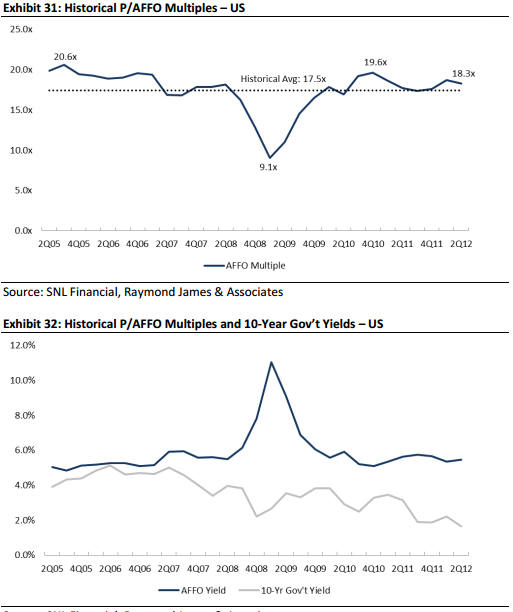 Exhibit 31: Historical P/AFFO Multiples – US
25.0x
20.6x
19.6x
20.0x
Historical Avg: 17.5x
18.3x
15.0x
10.0x
9.1x
5.0x
0.0x
2Q05 4Q05 2Q06 4Q06 2Q07 4Q07 2Q08 4Q08 2Q09 4Q09 2Q10 4Q10 2Q11 4Q11 2Q12
AFFO Multiple
Source: SNL Financial, Raymond James & Associates
Exhibit 32: Historical P/AFFO Multiples and 10-Year Gov't Yields – US
12.0%
10.0%
8.0%
6.0%
4.0%
2.0%
0.0%
2Q05 4Q05 2Q06 4Q06 2Q07 4Q07 2Q08 4Q08 2Q09 4Q09 2Q10 4Q10 2Q11 4Q11 2Q12
AFFO Yield 10-Yr Gov't Yield